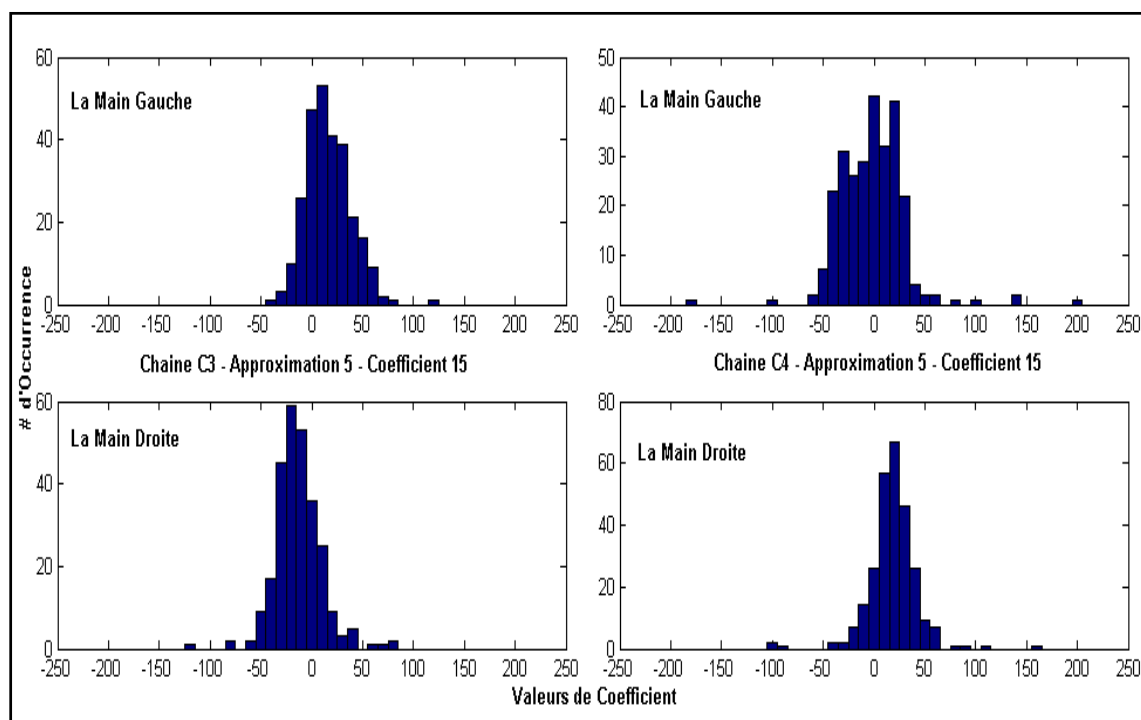 60
40
20
0
-250 -200 -150 -100 -50 0 50 100 150 200 250
La Main Gauche
50
40
30
20
10
0
-250 -200 -150 -100 -50 0 50 100 150 200 250
La Main Gauche
Chaine C3 - Approximation 5 - Coefficient 15
Chaine C4 - Approximation 5 - Coefficient 15
# d'Occurrence
60
40
20
0
-250 -200 -150 -100 -50 0 50 100 150 200 250
La Main Droite
80
60
40
20
0
-250 -200 -150 -100 -50 0 50 100 150 200 250
La Main Droite
Valeurs de Coefficient